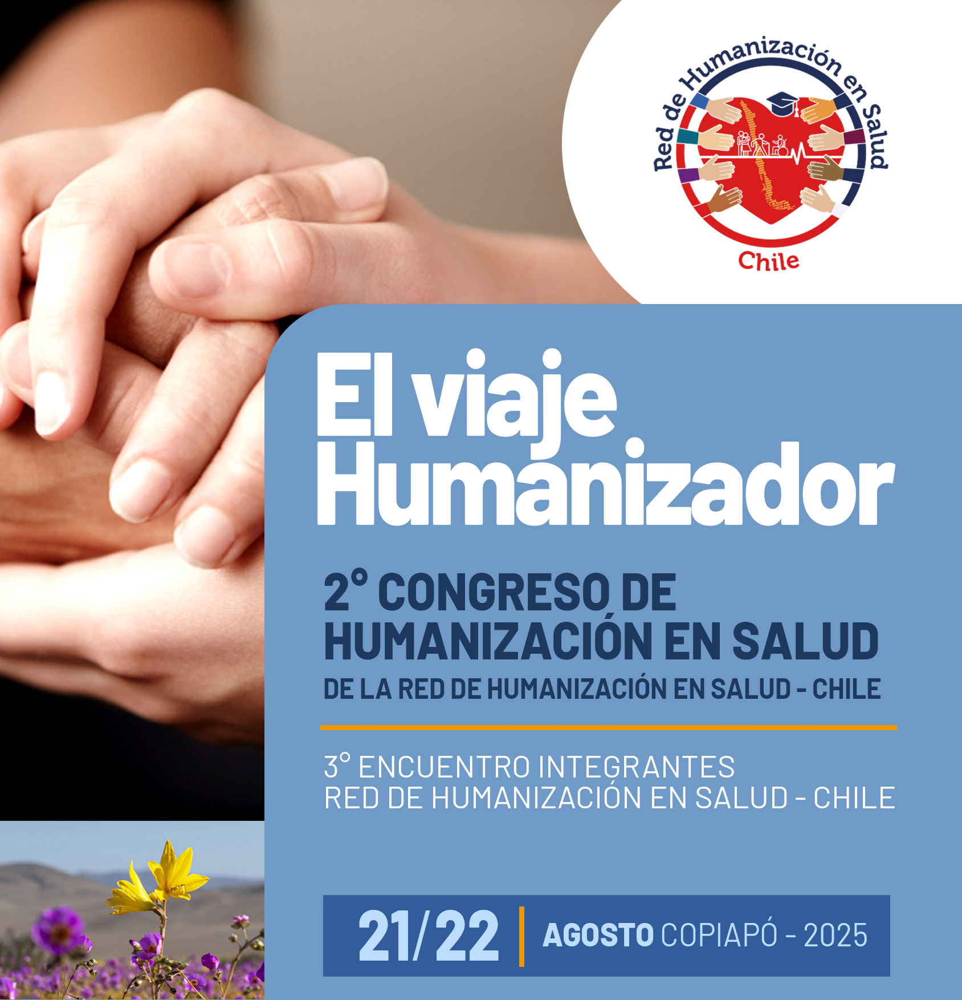 Red de Humanización en Salud
Chile
El viaje
Humanizador
2° CONGRESO DE
HUMANIZACIÓN EN SALUD
DE LA RED DE HUMANIZACIÓN EN SALUD - CHILE
3° ENCUENTRO INTEGRANTES
RED DE HUMANIZACIÓN EN SALUD - CHILE
21/22 AGOSTO COPIAPÓ - 2025